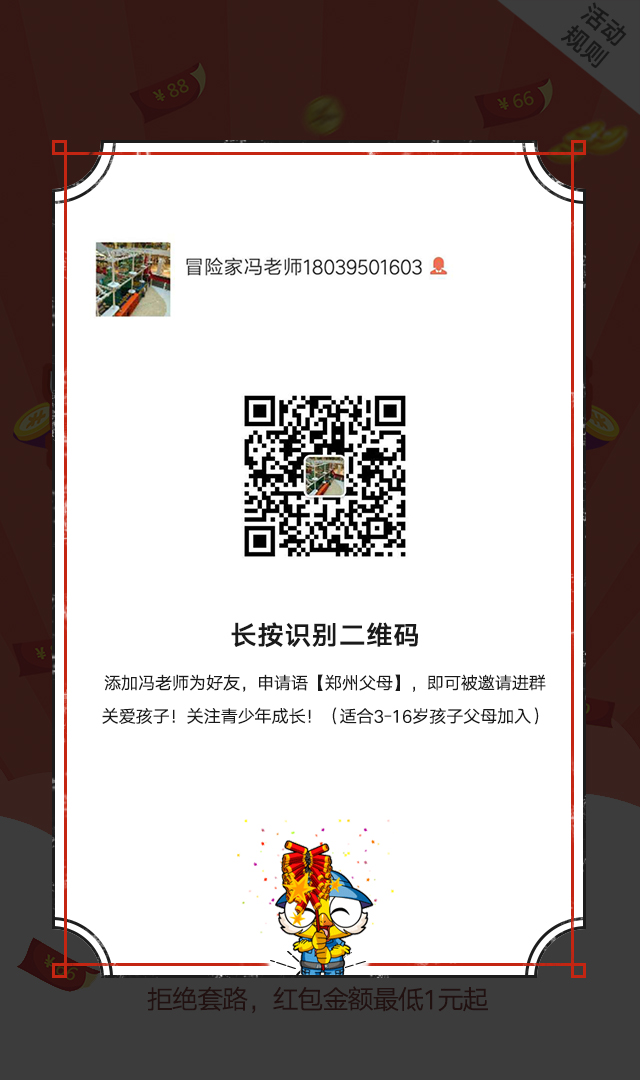 活动
规则
¥88
¥66
冒险家冯老师18039501603
长按识别二维码
添加冯老师为好友，申请语【郑州父母】，即可被邀请进群
关爱孩子！关注青少年成长！（适合3-16岁孩子父母加入）
拒绝套路，红包金额最低1元起